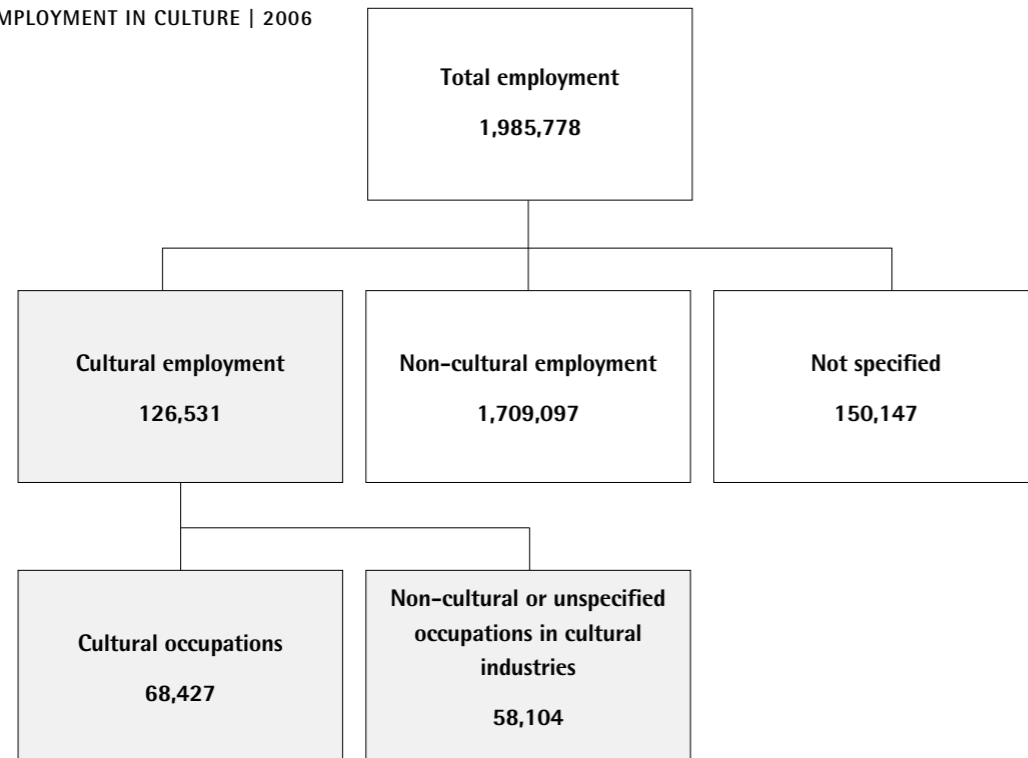 MPLOYMENT IN CULTURE | 2006
Total employment
1,985,778
Cultural employment
126,531
Non-cultural employment
1,709,097
Not specified
150,147
Cultural occupations
68,427
Non-cultural or unspecified
occupations in cultural
industries
58,104